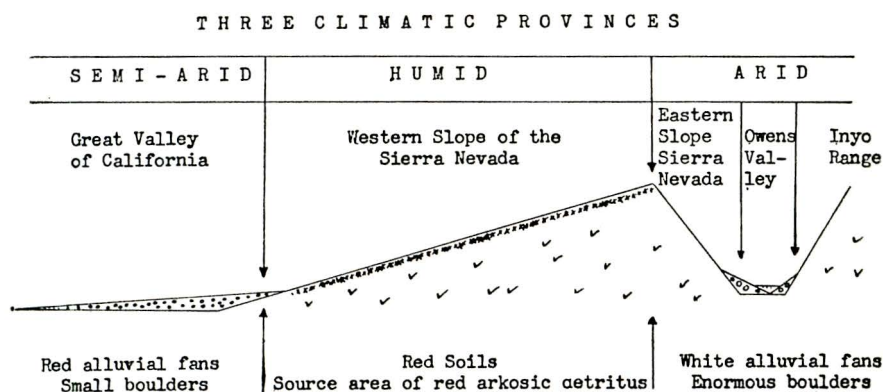 THREE CLIMATIC PROVINCES
SEMI-ARID HUMID ARID
Great Valley
of California
Western Slope of the
Sierra Nevada
Eastern
Slope
Sierra
Nevada
Owens
Val-
ley
Inyo
Range
Red alluvial fans
Small boulders
Red Soils
Source area of red arkosic detritus
White alluvial fans
Enormous boulders